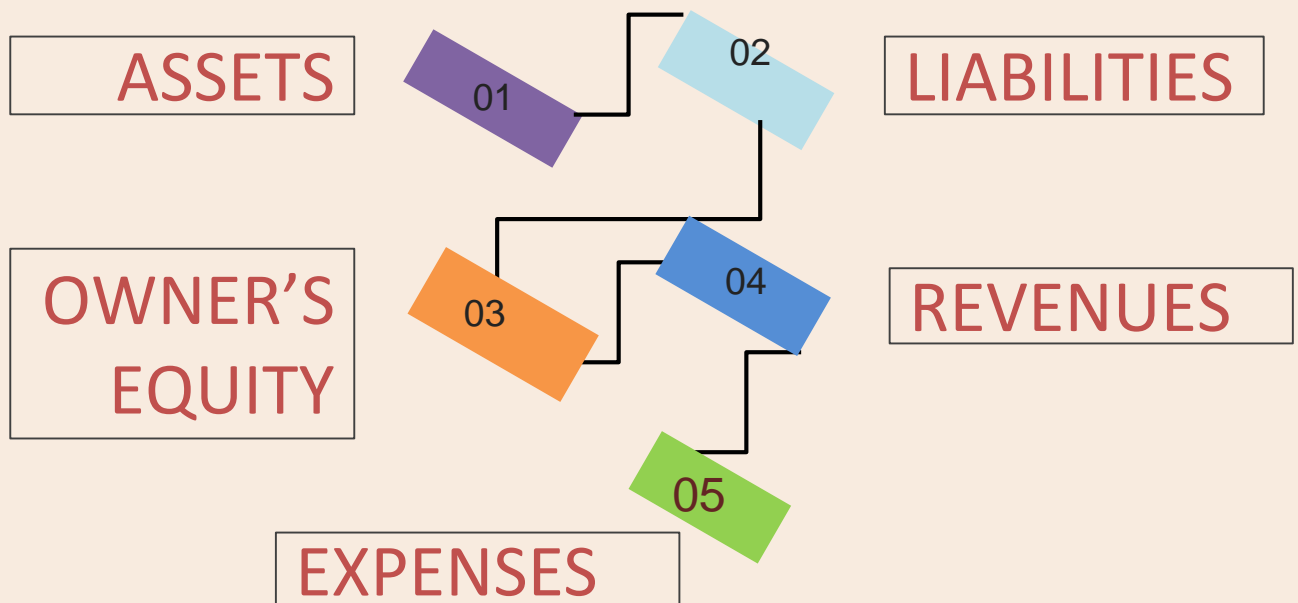 ASSETS
01
02
LIABILITIES
OWNER’S
EQUITY
03
04
REVENUES
05
EXPENSES